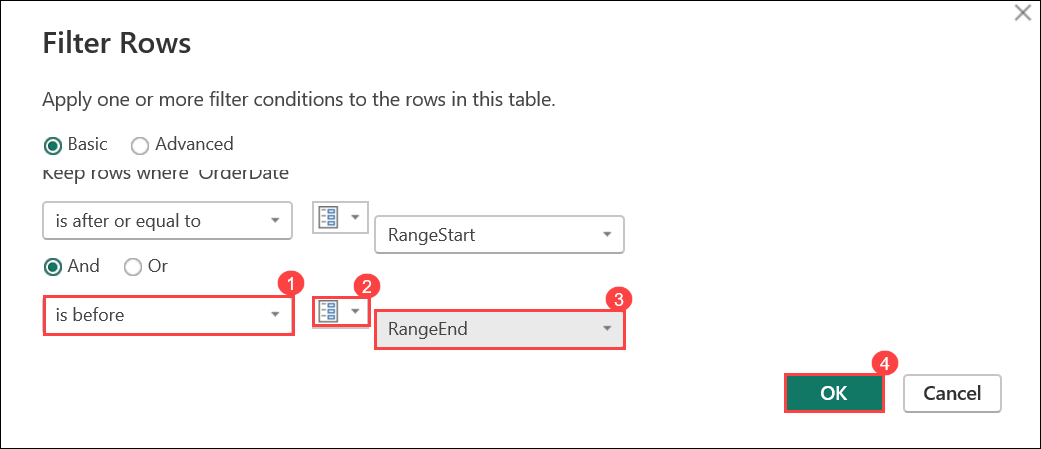 Filter Rows
Apply one or more filter conditions to the rows in this table.
Basic Advanced
Keep rows where 'OrderDate'
is after or equal to RangeStart
And Or
1 2 3
is before RangeEnd
4
OK Cancel